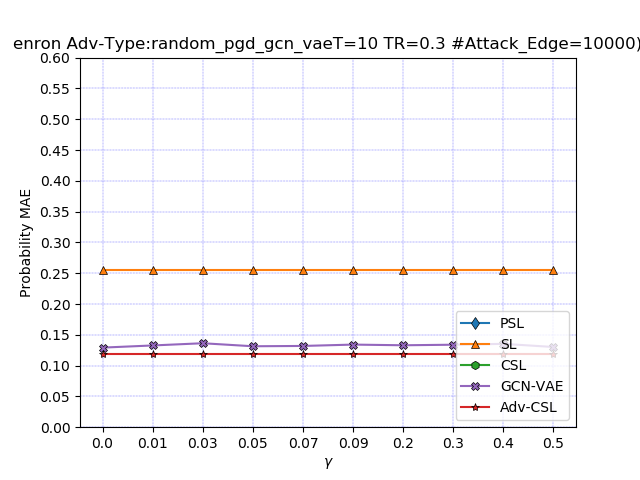 enron Adv-Type:random_pgd_gcn_vaeT=10 TR=0.3 #Attack_Edge=10000)
0.60
0.55
0.50
0.45
0.40
0.35
0.30
0.25
0.20
0.15
0.10
0.05
0.00
Probability MAE
PSL
SL
CSL
GCN-VAE
Adv-CSL
0.0 0.01 0.03 0.05 0.07 0.09 0.2 0.3 0.4 0.5
γ